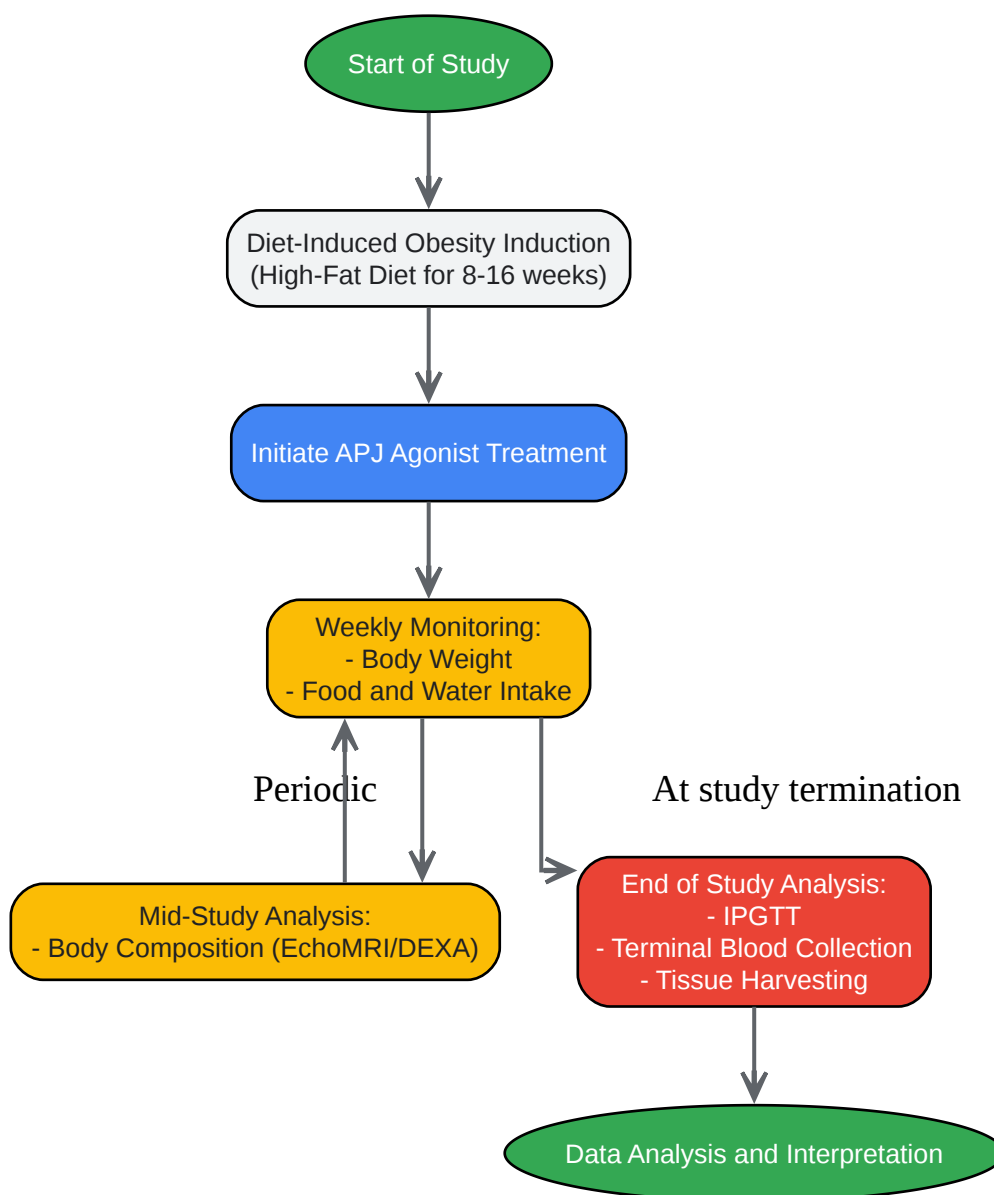 Start of Study
Diet-Induced Obesity Induction
(High-Fat Diet for 8-16 weeks)
Initiate APJ Agonist Treatment
Weekly Monitoring:
- Body Weight
- Food and Water Intake
Periodic
At study termination
Mid-Study Analysis:
- Body Composition (EchoMRI/DEXA)
End of Study Analysis:
- IPGTT
- Terminal Blood Collection
- Tissue Harvesting
Data Analysis and Interpretation